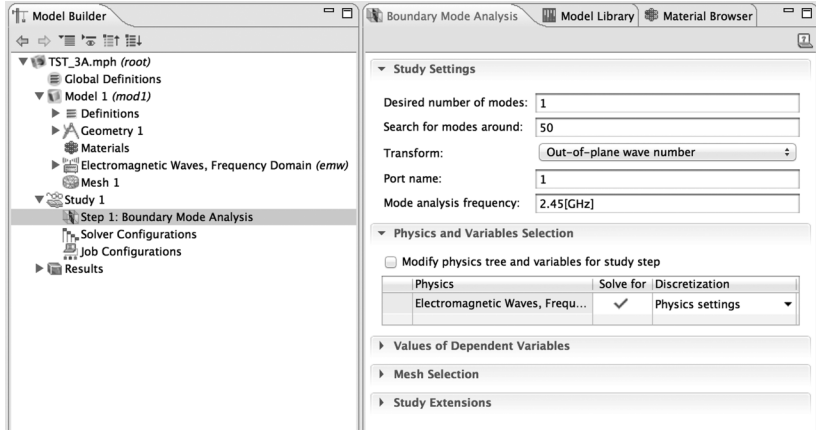 Model Builder
TST_3A.mph (root)
Global Definitions
Model 1 (mod1)
Definitions
Geometry 1
Materials
Electromagnetic Waves, Frequency Domain (emw)
Mesh 1
Study 1
Step 1: Boundary Mode Analysis
Solver Configurations
Job Configurations
Results
Boundary Mode Analysis
Model Library
Material Browser
Study Settings
Desired number of modes: 1
Search for modes around: 50
Transform: Out-of-plane wave number
Port name: 1
Mode analysis frequency: 2.45[GHz]
Physics and Variables Selection
Modify physics tree and variables for study step
Physics Solve for Discretization
Electromagnetic Waves, Frequ... Physics settings
Values of Dependent Variables
Mesh Selection
Study Extensions